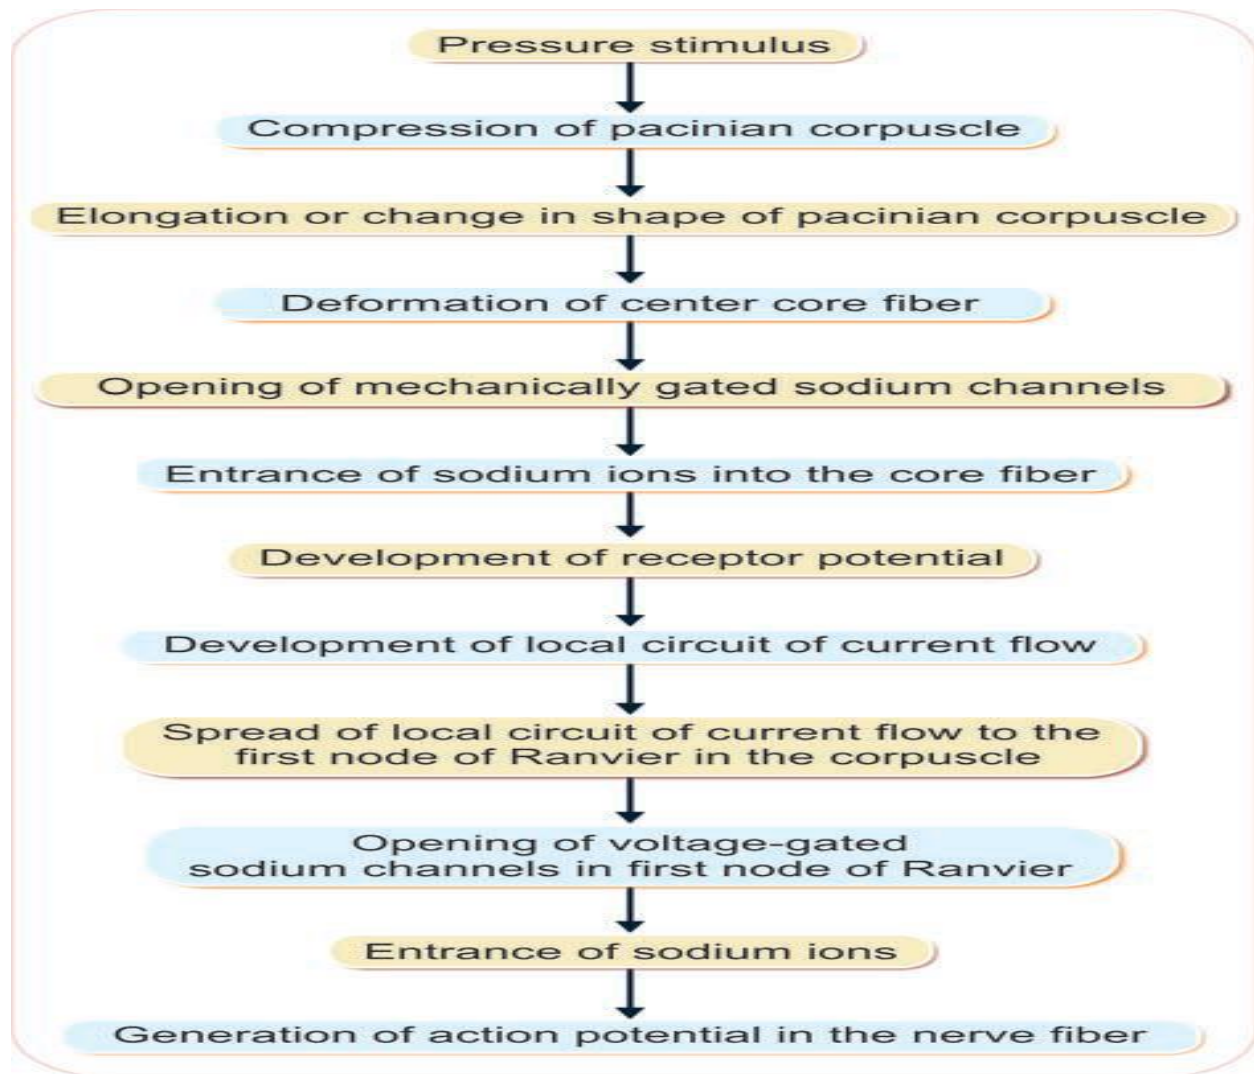 Pressure stimulus
Compression of pacinian corpuscle
Elongation or change in shape of pacinian corpuscle
Deformation of center core fiber
Opening of mechanically gated sodium channels
Entrance of sodium ions into the core fiber
Development of receptor potential
Development of local circuit of current flow
Spread of local circuit of current flow to the
first node of Ranvier in the corpuscle
Opening of voltage-gated
sodium channels in first node of Ranvier
Entrance of sodium ions
Generation of action potential in the nerve fiber